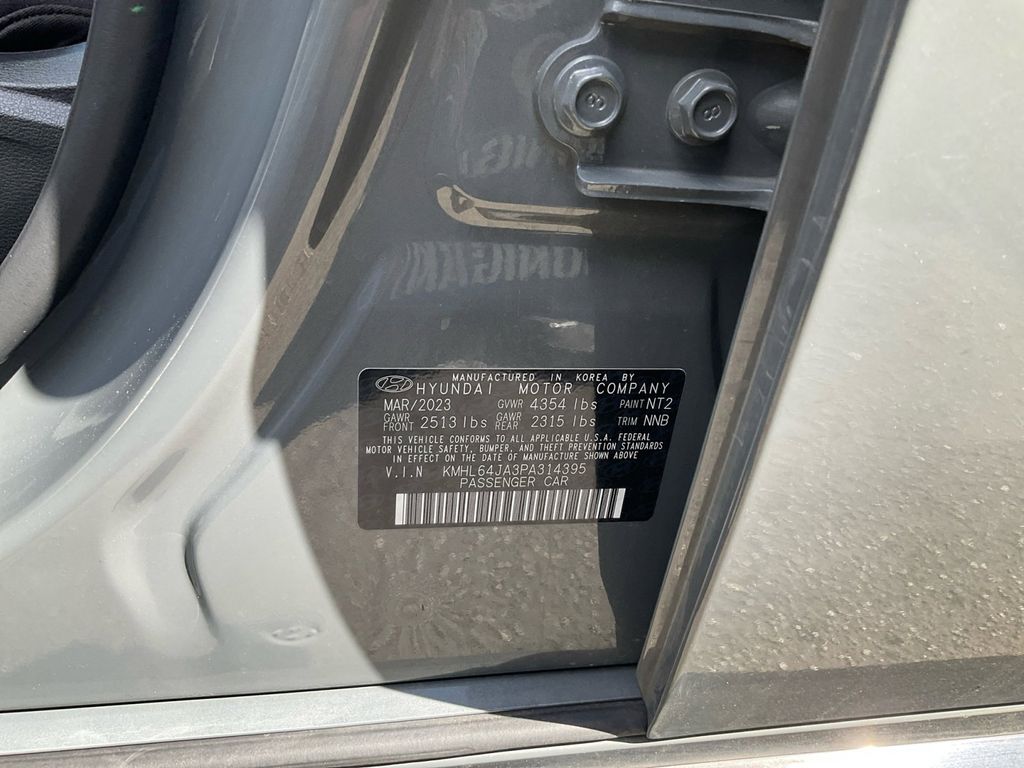 8 8
MANUFACTURED IN KOREA BY
HYUNDAI MOTOR COMPANY
MAR/2023 GVWR 4354 lbs PAINT NT2
GAWR FRONT 2513 lbs GAWR REAR 2315 lbs TRIM NNB
THIS VEHICLE CONFORMS TO ALL APPLICABLE U.S.A. FEDERAL
MOTOR VEHICLE SAFETY, BUMPER, AND THEFT PREVENTION STANDARDS
IN EFFECT ON THE DATE OF MANUFACTURE SHOWN ABOVE
V.I.N KMHL64JA3PA314395
PASSENGER CAR